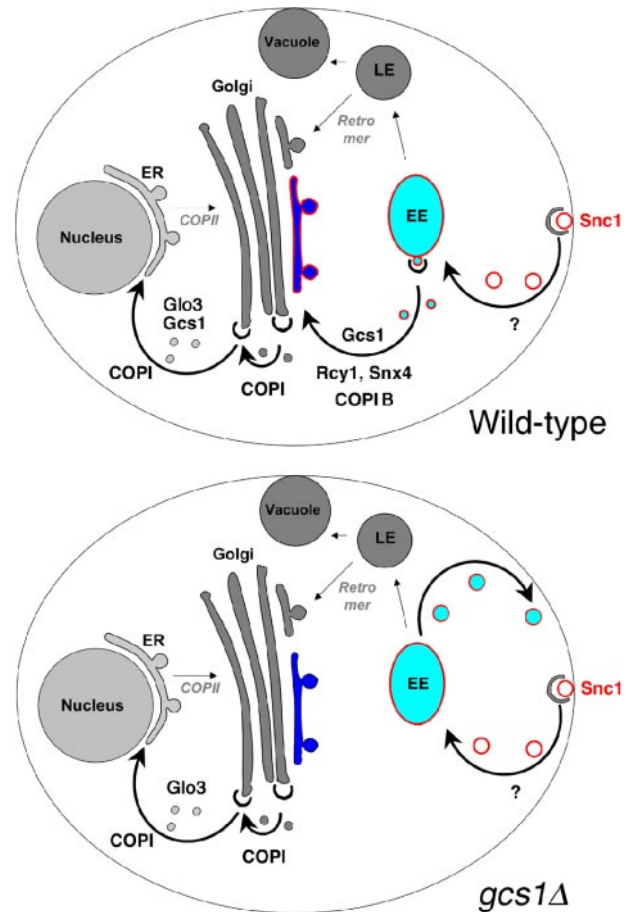 Vacuole
LE
Golgi
Retro
mer
ER
COPII
EE
Snc1
Nucleus
Glo3
Gcs1
?
Gcs1
COPI
COPI
Rcy1, Snx4
COPI B
Wild-type
Vacuole
LE
Golgi
Retro
mer
ER
COPII
EE
Snc1
Nucleus
Glo3
?
COPI
COPI
gcs1Δ